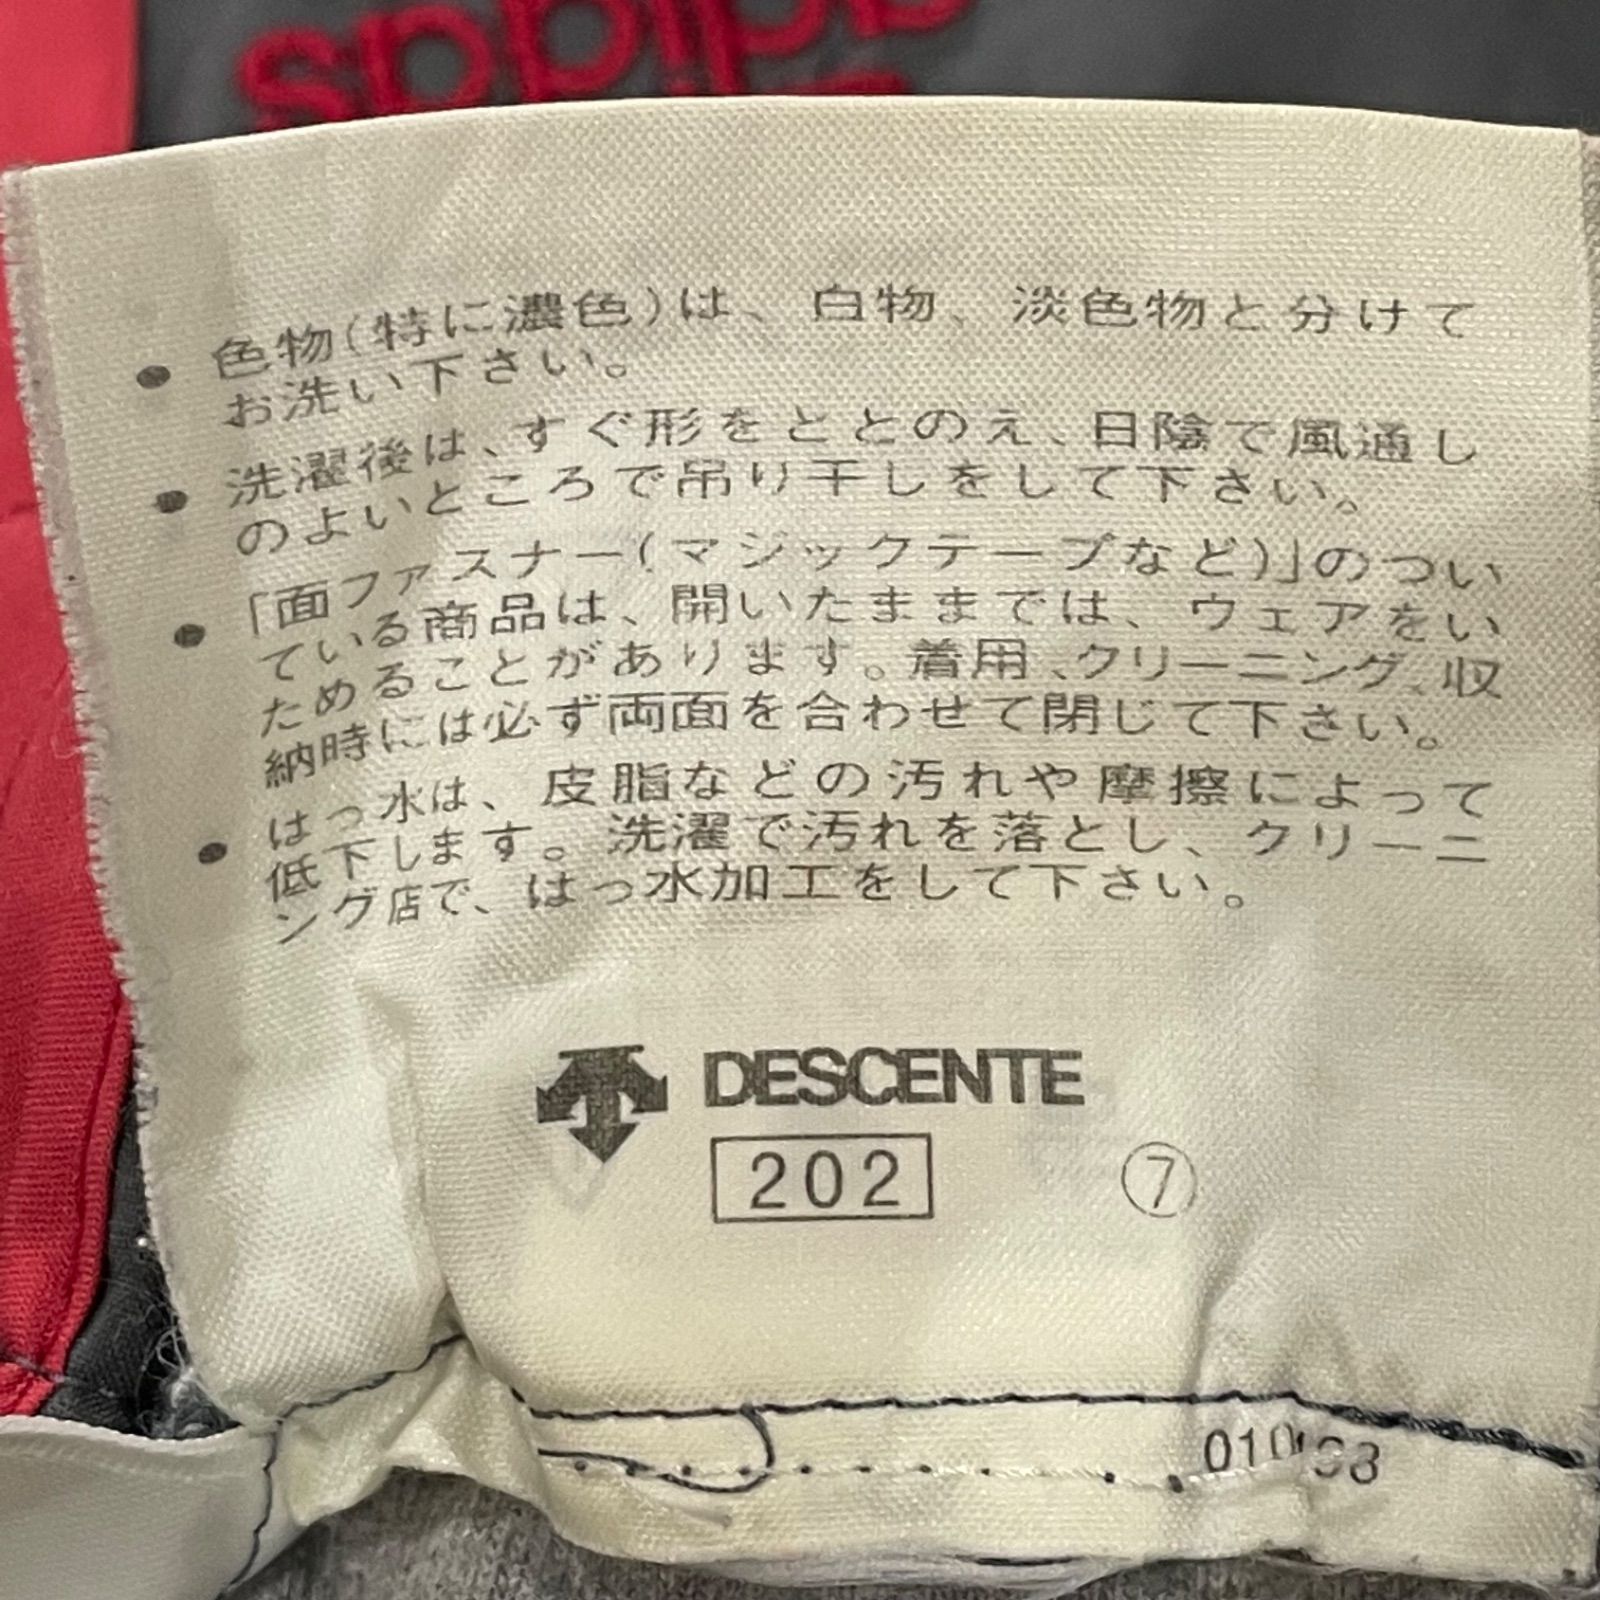 adidas
● 色物(特に濃色)は、白物、淡色物と分けて
お洗い下さい。
● 洗濯後は、すぐ形をととのえ、日陰で風通し
のよいところで吊り干しをして下さい。
● 「面ファスナー(マジックテープなど)」のつい
ている商品は、開いたままでは、ウェアをい
ためることがあります。着用、クリーニング、収
納時には必ず両面を合わせて閉じて下さい。
● はっ水は、皮脂などの汚れや摩擦によって
低下します。洗濯で汚れを落とし、クリーニ
ング店で、はっ水加工をして下さい。
DESCENTE
202 ⑦